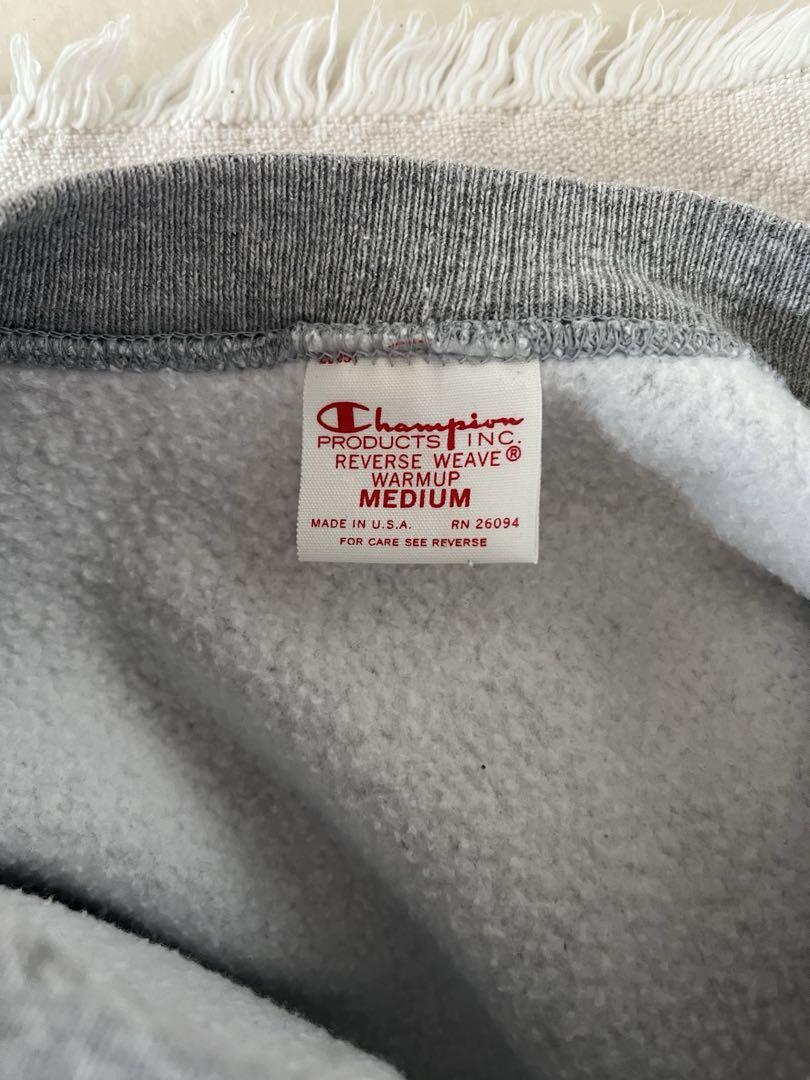 Champion
PRODUCTS INC.
REVERSE WEAVE®
WARMUP
MEDIUM
MADE IN U.S.A. RN 26094
FOR CARE SEE REVERSE